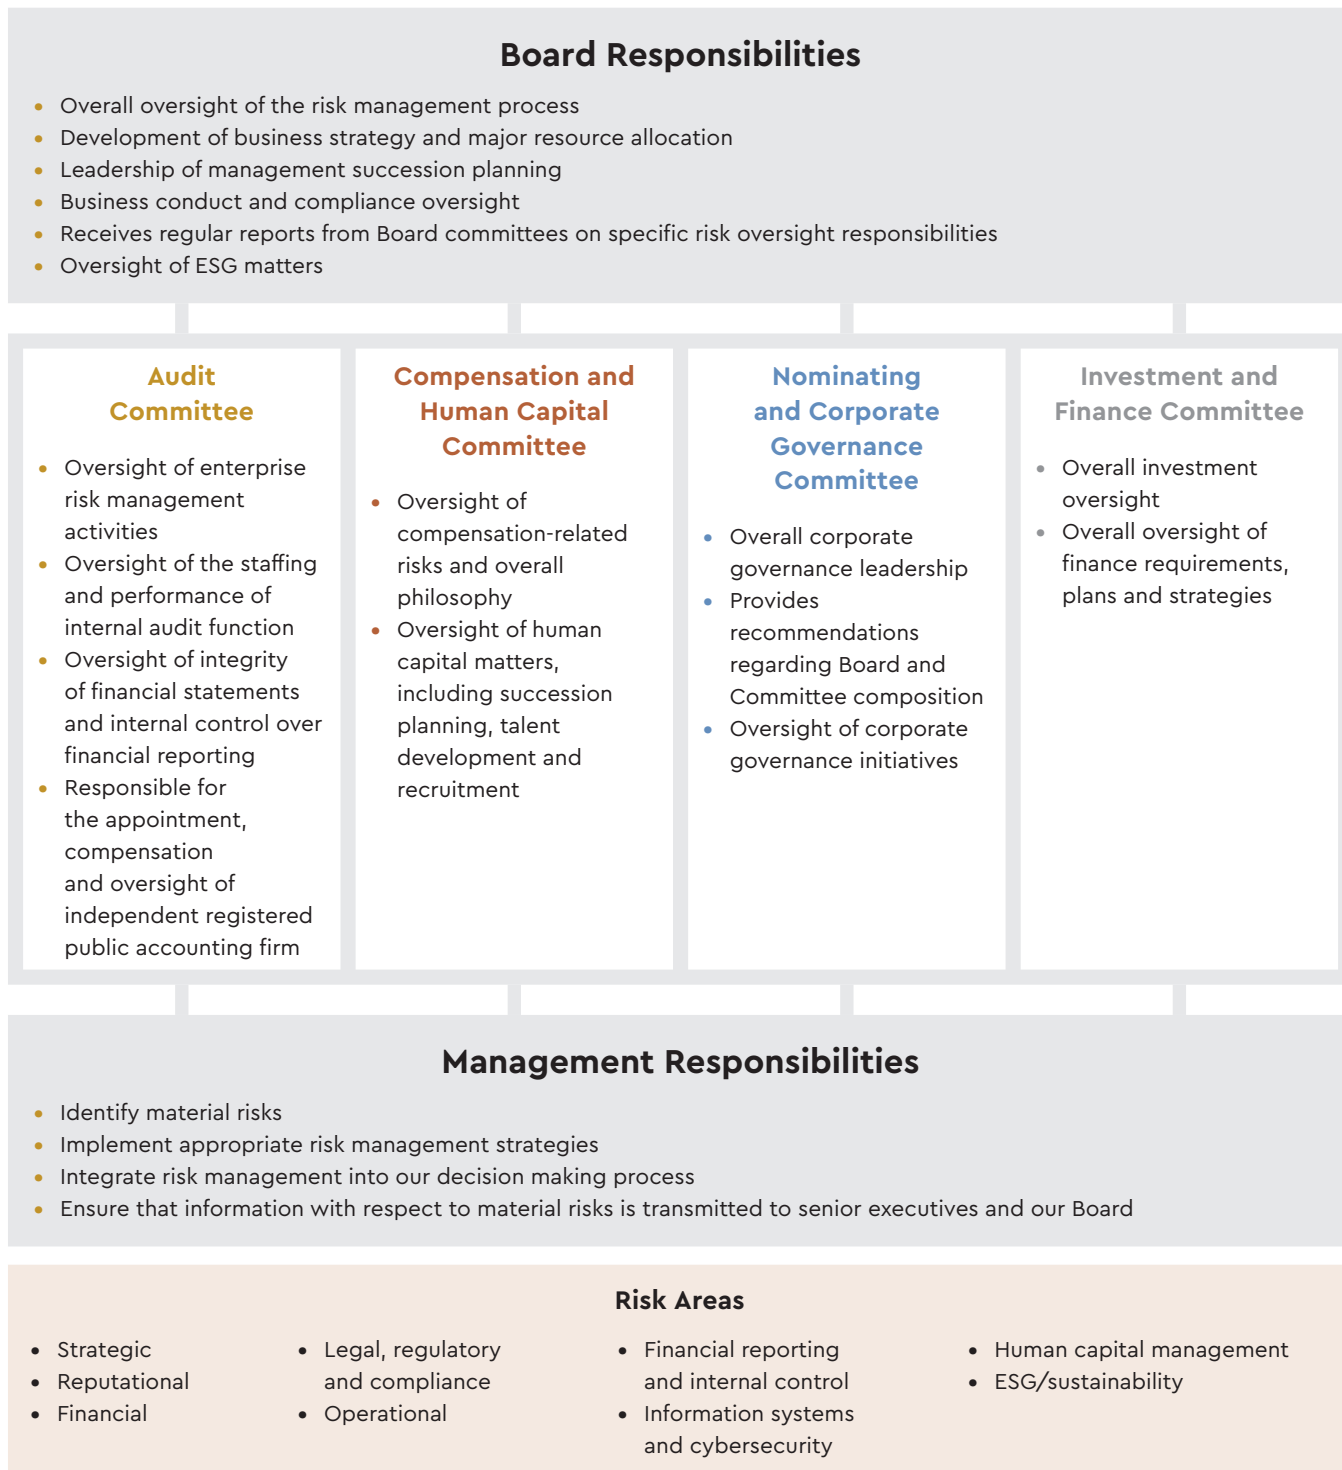 Board Responsibilities
• Overall oversight of the risk management process
• Development of business strategy and major resource allocation
• Leadership of management succession planning
• Business conduct and compliance oversight
• Receives regular reports from Board committees on specific risk oversight responsibilities
• Oversight of ESG matters
Audit
Committee
• Oversight of enterprise
risk management
activities
• Oversight of the staffing
and performance of
internal audit function
• Oversight of integrity
of financial statements
and internal control over
financial reporting
• Responsible for
the appointment,
compensation
and oversight of
independent registered
public accounting firm
Compensation and
Human Capital
Committee
• Oversight of
compensation-related
risks and overall
philosophy
• Oversight of human
capital matters,
including succession
planning, talent
development and
recruitment
Nominating
and Corporate
Governance
Committee
• Overall corporate
governance leadership
• Provides
recommendations
regarding Board and
Committee composition
• Oversight of corporate
governance initiatives
Investment and
Finance Committee
• Overall investment
oversight
• Overall oversight of
finance requirements,
plans and strategies
Management Responsibilities
• Identify material risks
• Implement appropriate risk management strategies
• Integrate risk management into our decision making process
• Ensure that information with respect to material risks is transmitted to senior executives and our Board
Risk Areas
• Strategic
• Reputational
• Financial
• Legal, regulatory
and compliance
• Operational
• Financial reporting
and internal control
• Information systems
and cybersecurity
• Human capital management
• ESG/sustainability